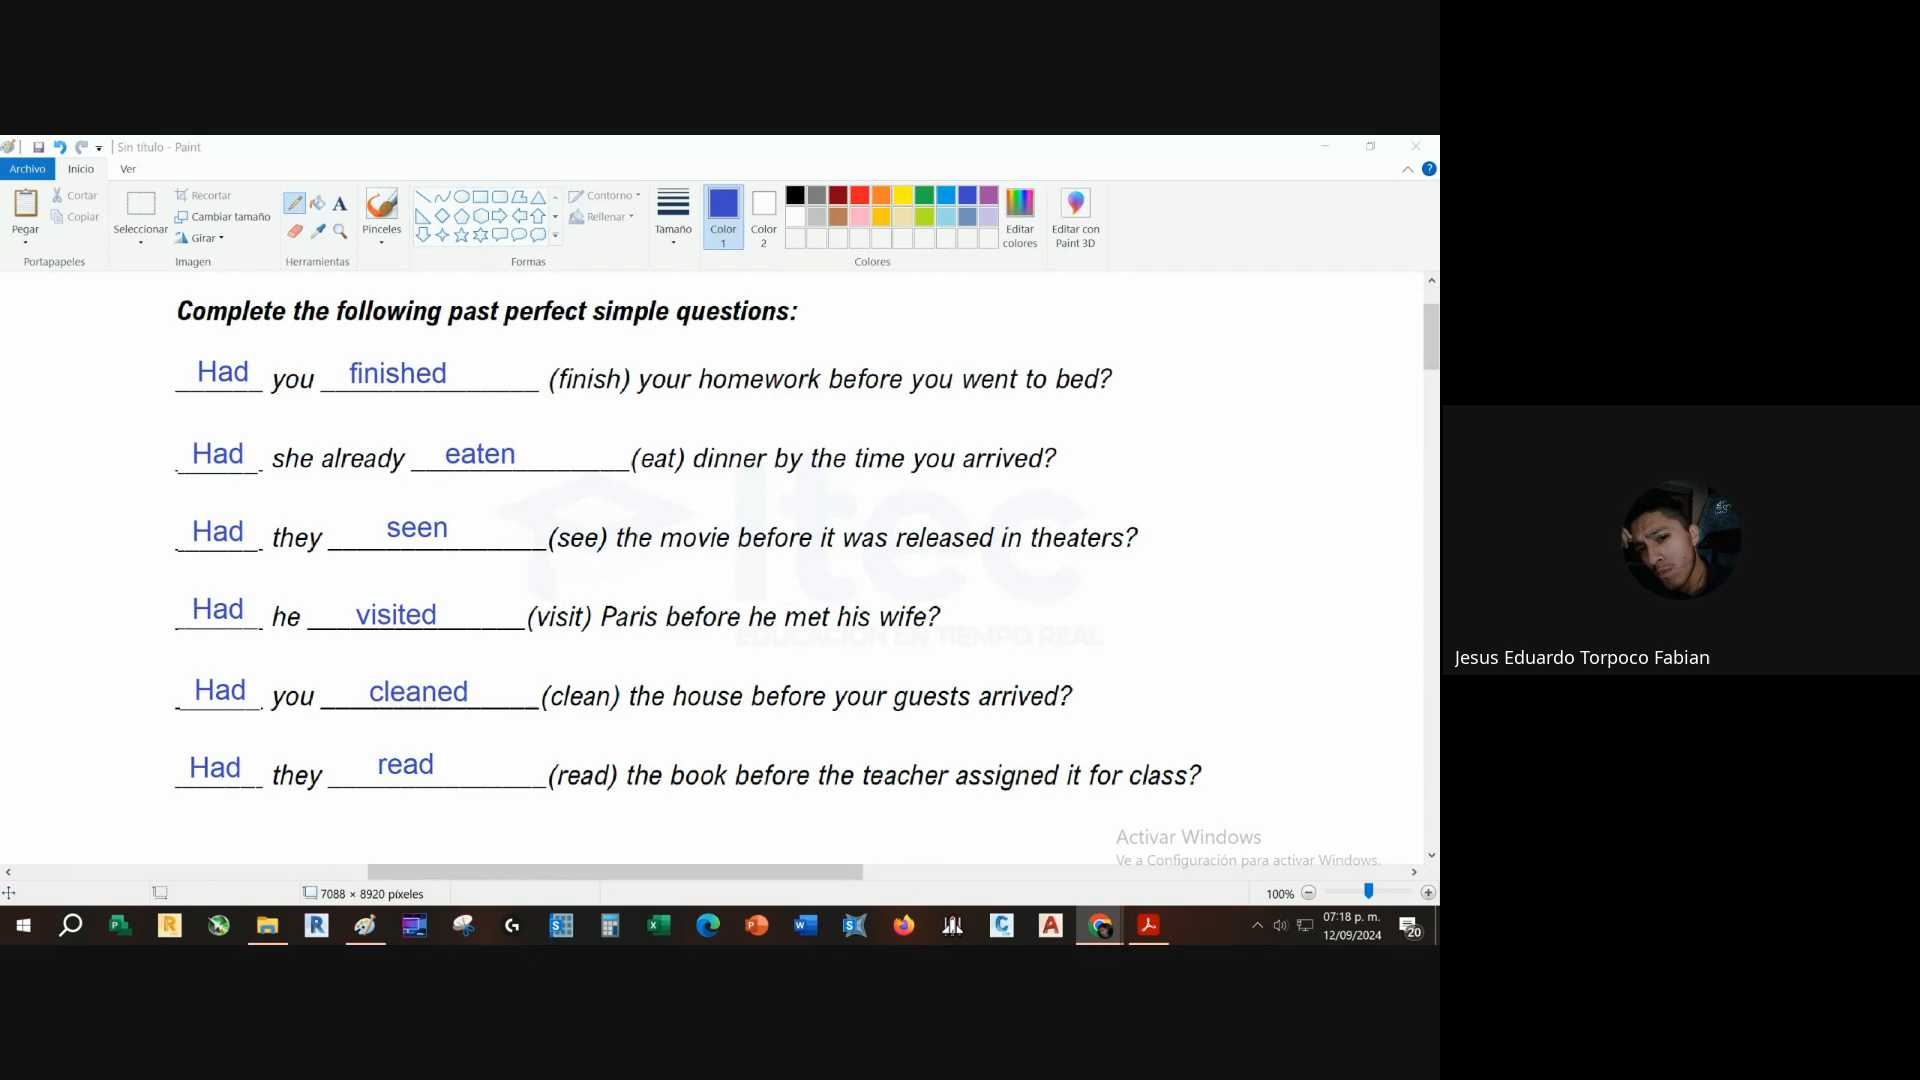 Sin título - Paint
Archivo Inicio Ver
Pegar Cortar Copiar Seleccionar Recortar Cambiar tamaño Girar A Pinceles Contorno Rellenar Tamaño Color 1 Color 2 Editar colores Editar con Paint 3D
Portapapeles Imagen Herramientas Formas Colores
Complete the following past perfect simple questions:
Had you finished (finish) your homework before you went to bed?
Had she already eaten (eat) dinner by the time you arrived?
Had they seen (see) the movie before it was released in theaters?
Had he visited (visit) Paris before he met his wife?
Had you cleaned (clean) the house before your guests arrived?
Had they read (read) the book before the teacher assigned it for class?
Itec
EDUCACIÓN EN TIEMPO REAL
Jesus Eduardo Torpoco Fabian
Activar Windows
Ve a Configuración para activar Windows.
7088 × 8920 píxeles 100%
07:18 p. m.
12/09/2024
20